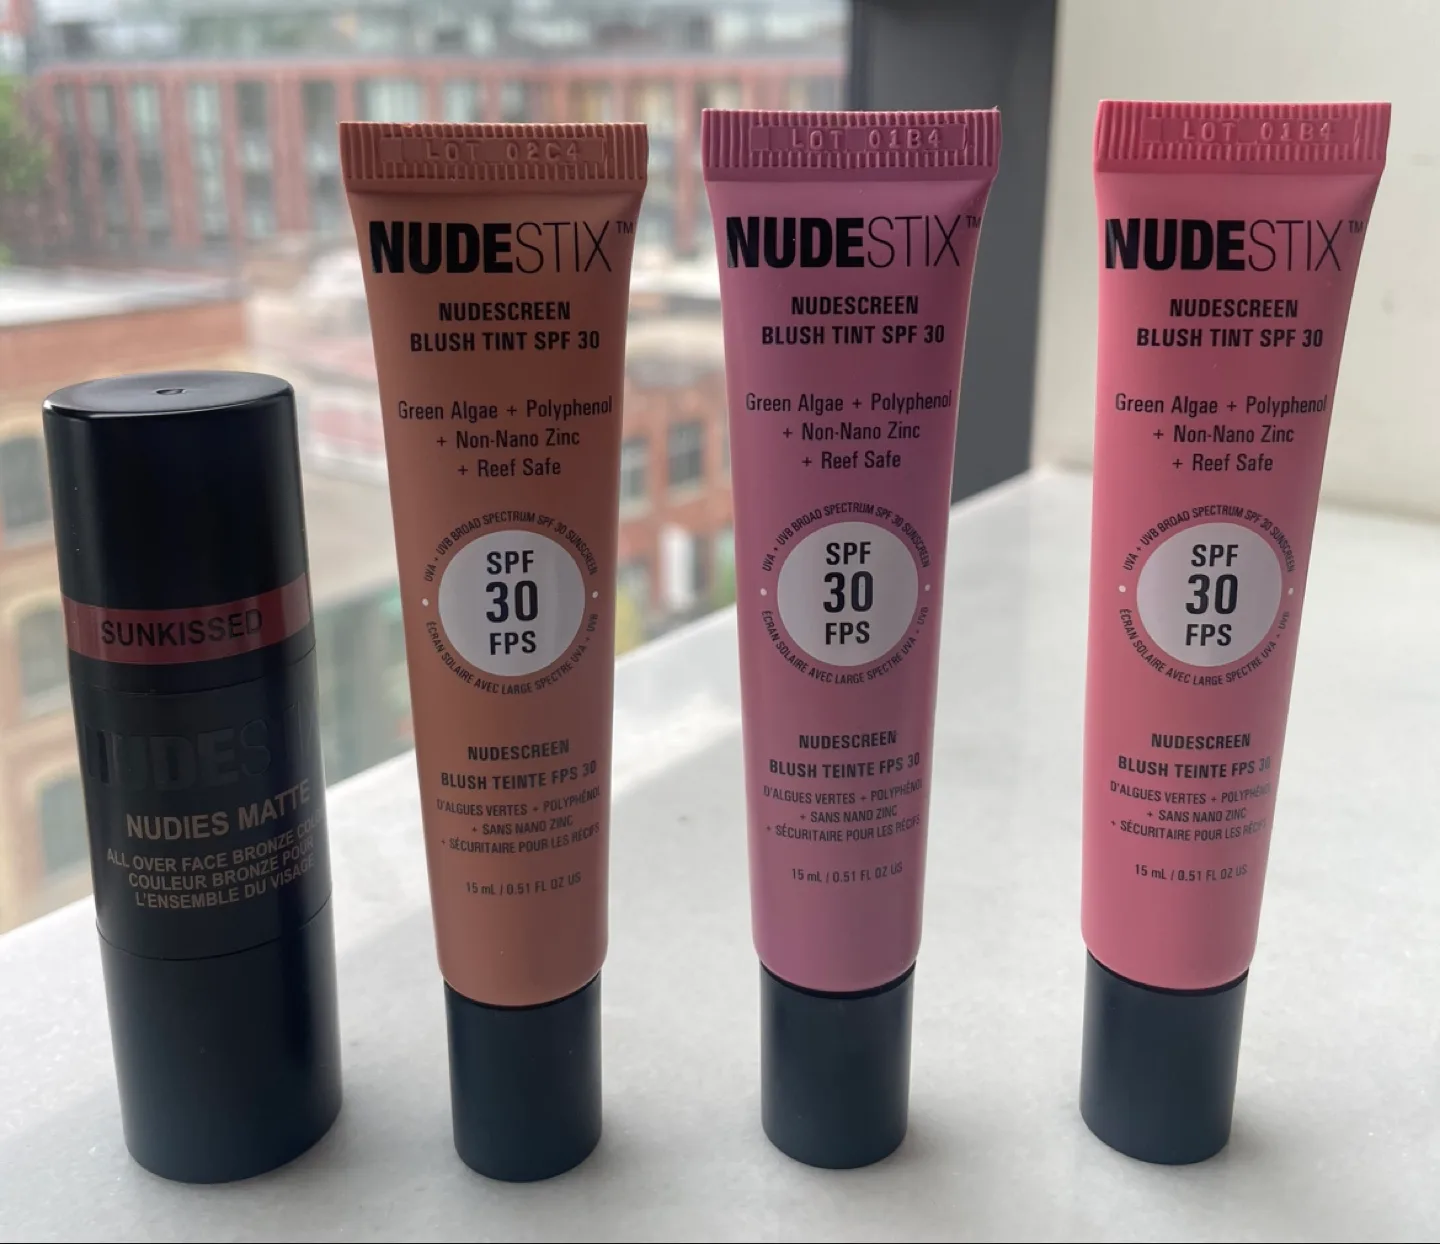 SUNKISSED
NUDESTIX
NUDIES MATTE
ALL OVER FACE BRONZE
COULEUR BRONZE POUR
L'ENSEMBLE DU VISAGE
LOT 02C4
NUDESTIX™
NUDESCREEN
BLUSH TINT SPF 30
Green Algae + Polyphenol
+ Non-Nano Zinc
+ Reef Safe
UVA + UVB BROAD SPECTRUM SPF 30 SUNSCREEN
SPF
30
FPS
ÉCRAN SOLAIRE AVEC LARGE SPECTRE UVA + UVB
NUDESCREEN
BLUSH TEINTE FPS 30
D'ALGUES VERTES + POLYPHÉNOL
+ SANS NANO ZINC
+ SÉCURITAIRE POUR LES RÉCIFS
15 mL / 0.51 FL OZ US
LOT 01B4
NUDESTIX™
NUDESCREEN
BLUSH TINT SPF 30
Green Algae + Polyphenol
+ Non-Nano Zinc
+ Reef Safe
UVA + UVB BROAD SPECTRUM SPF 30 SUNSCREEN
SPF
30
FPS
ÉCRAN SOLAIRE AVEC LARGE SPECTRE UVA + UVB
NUDESCREEN
BLUSH TEINTE FPS 30
D'ALGUES VERTES + POLYPHÉNOL
+ SANS NANO ZINC
+ SÉCURITAIRE POUR LES RÉCIFS
15 mL / 0.51 FL OZ US
LOT 01B4
NUDESTIX™
NUDESCREEN
BLUSH TINT SPF 30
Green Algae + Polyphenol
+ Non-Nano Zinc
+ Reef Safe
UVA + UVB BROAD SPECTRUM SPF 30 SUNSCREEN
SPF
30
FPS
ÉCRAN SOLAIRE AVEC LARGE SPECTRE UVA + UVB
NUDESCREEN
BLUSH TEINTE FPS 30
D'ALGUES VERTES + POLYPHÉNOL
+ SANS NANO ZINC
+ SÉCURITAIRE POUR LES RÉCIFS
15 mL / 0.51 FL OZ US